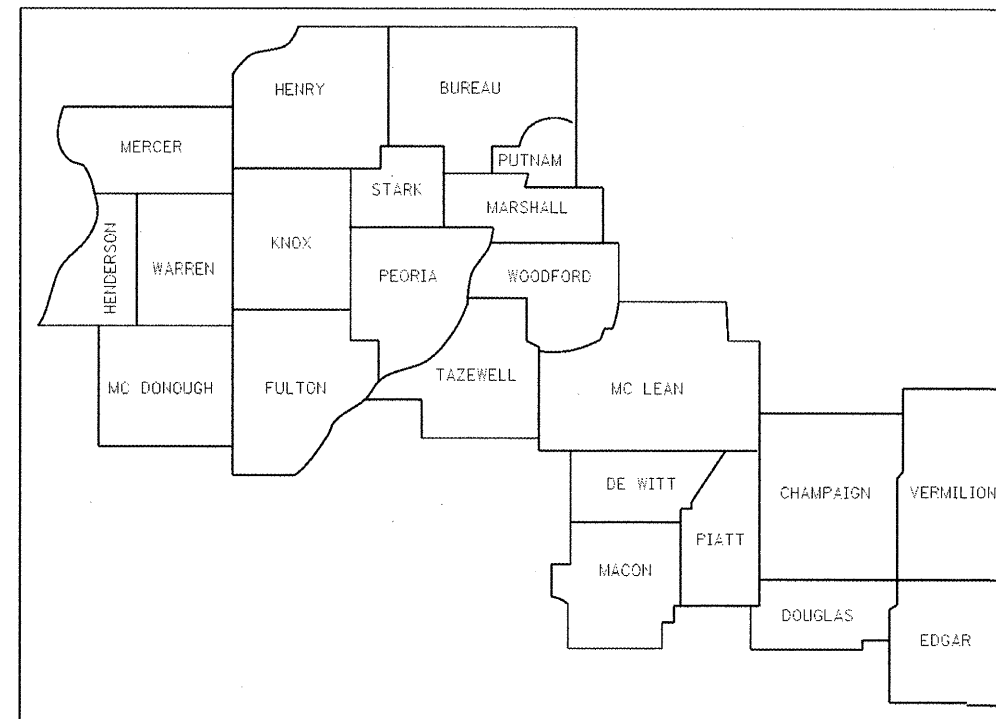 HENRY
BUREAU
MERCER
PUTNAM
STARK
MARSHALL
HENDERSON
WARREN
KNOX
PEORIA
WOODFORD
MC DONOUGH
FULTON
TAZEWELL
MC LEAN
DE WITT
CHAMPAIGN
VERMILION
PIATT
MACON
DOUGLAS
EDGAR